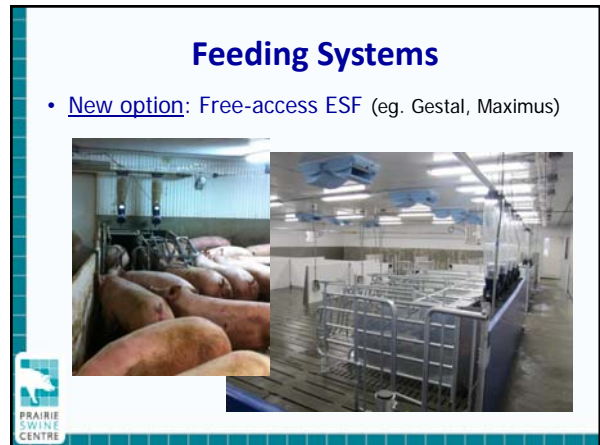 Feeding Systems
• New option: Free-access ESF (eg. Gestal, Maximus)
PRAIRIE
SWINE
CENTRE